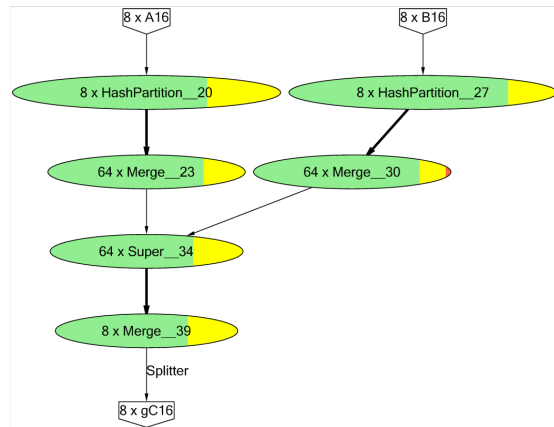 8 x A16
8 x B16
8 x HashPartition__20
8 x HashPartition__27
64 x Merge__23
64 x Merge__30
64 x Super__34
8 x Merge__39
Splitter
8 x gC16